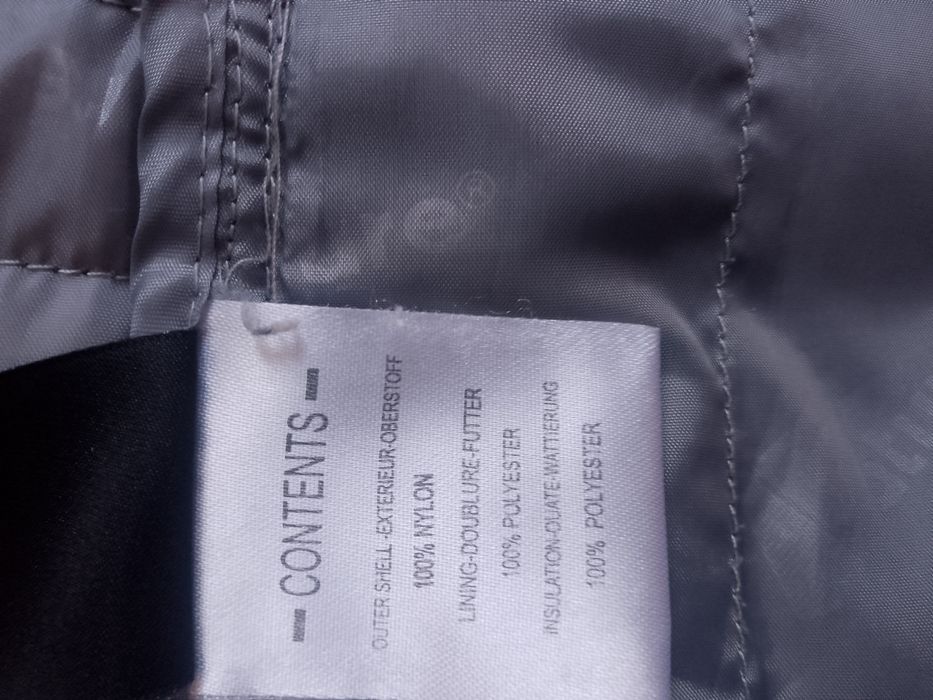 - CONTENTS -
OUTER SHELL-EXTERIEUR-OBERSTOFF
100% NYLON
LINING-DOUBLURE-FUTTER
100% POLYESTER
INSULATION-OUATE-WATTIERUNG
100% POLYESTER